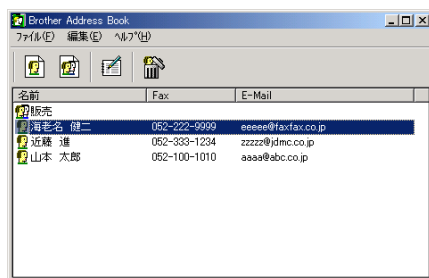 Brother Address Book
ファイル(F) 編集(E) ヘルプ(H)
名前 Fax E-Mail
販売
海老名 健二 052-222-9999 eeeee@faxfax.co.jp
近藤 進 052-333-1234 zzzzz@jdmc.co.jp
山本 太郎 052-100-1010 aaaa@abc.co.jp